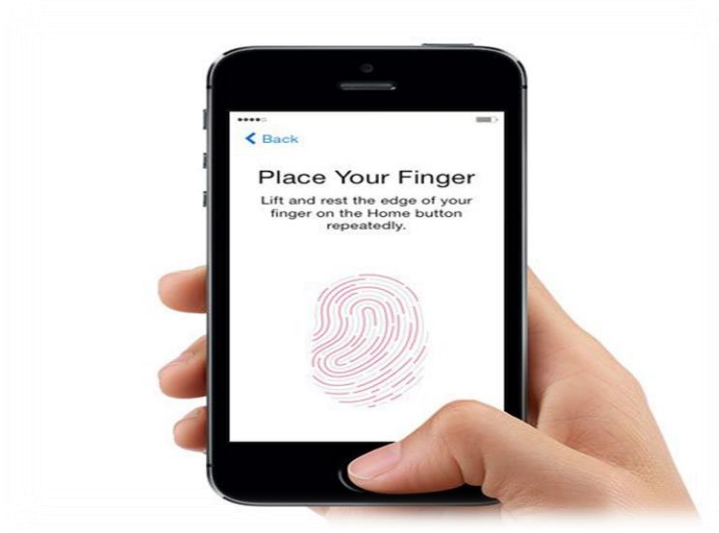 Back
Place Your Finger
Lift and rest the edge of your
finger on the Home button
repeatedly.